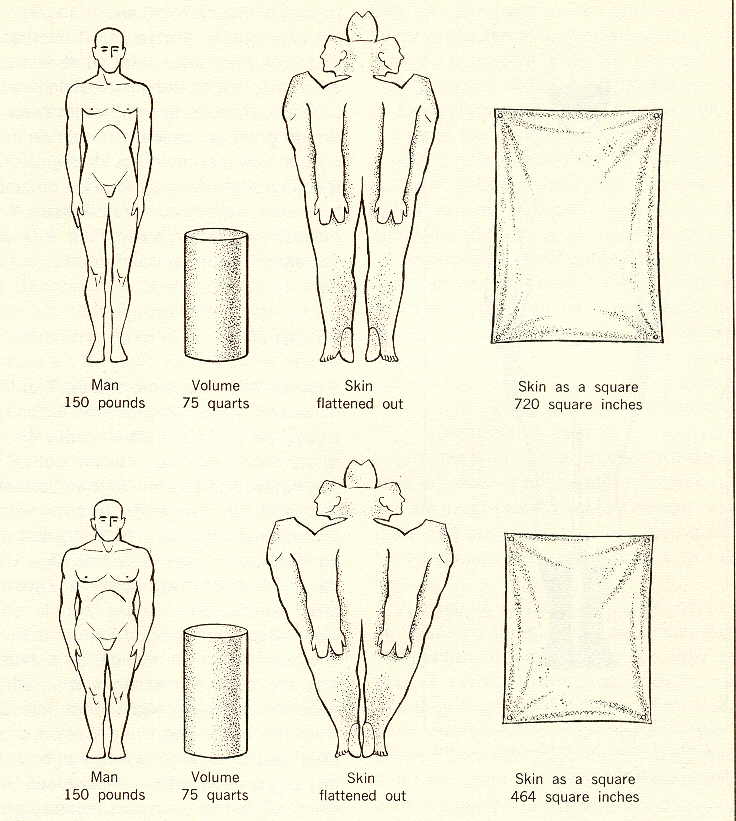 Man
150 pounds
Volume
75 quarts
Skin
flattened out
Skin as a square
720 square inches
Man
150 pounds
Volume
75 quarts
Skin
flattened out
Skin as a square
464 square inches